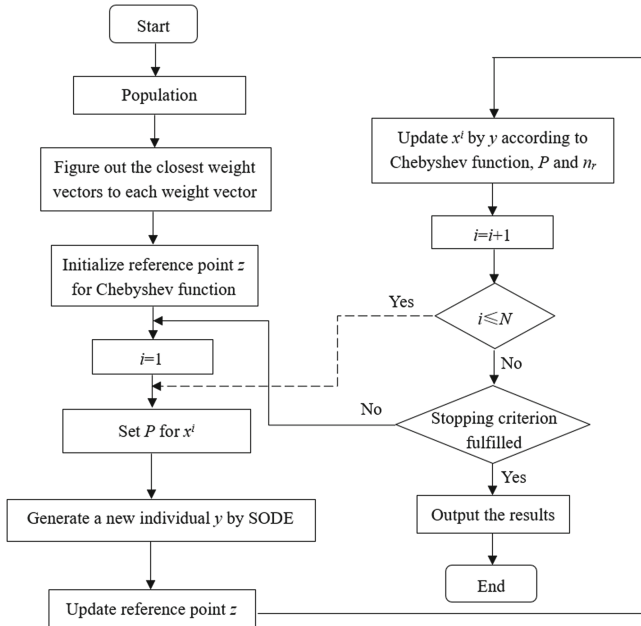 Start
Population
Figure out the closest weight
vectors to each weight vector
Initialize reference point z
for Chebyshev function
i=1
Set P for xⁱ
Generate a new individual y by SODE
Update reference point z
Update xⁱ by y according to
Chebyshev function, P and nᵣ
i=i+1
Yes
i⩽N
No
No
Stopping criterion
fulfilled
Yes
Output the results
End